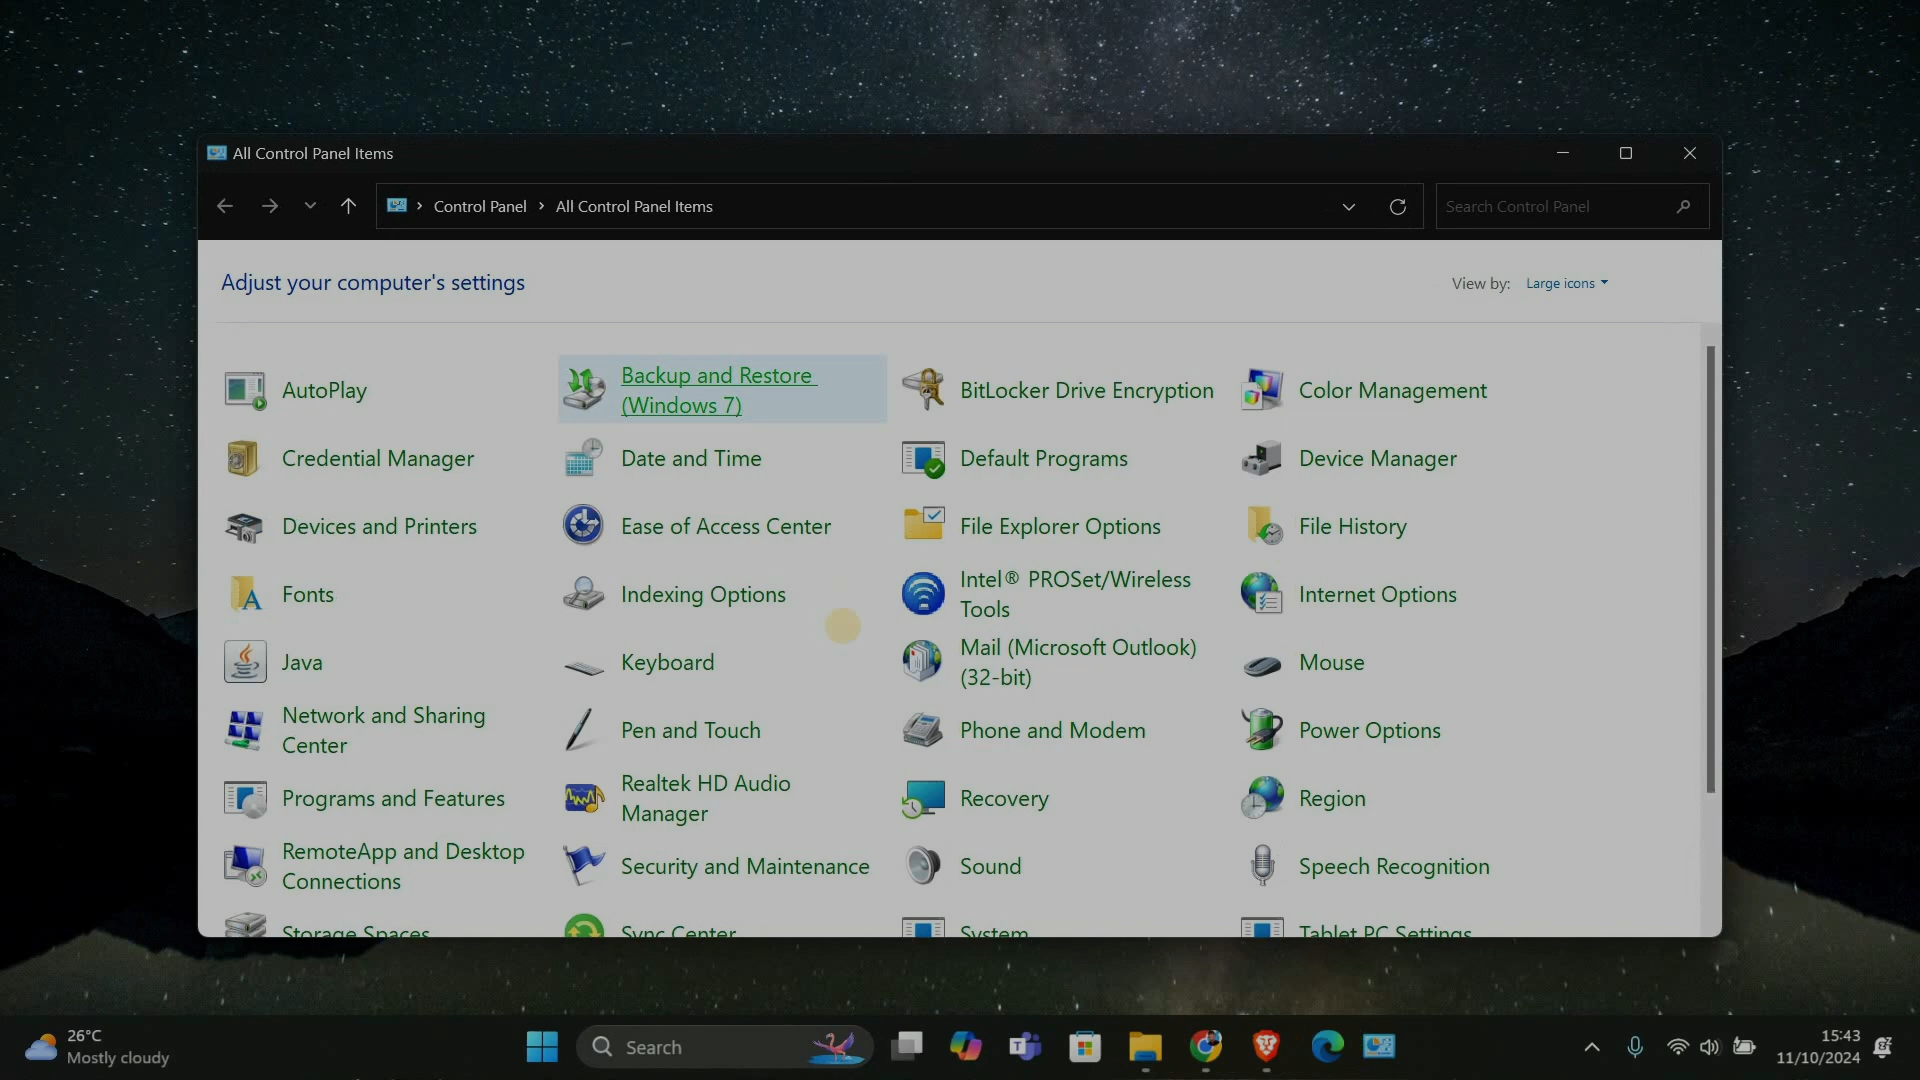 All Control Panel Items
Control Panel
All Control Panel Items
Search Control Panel
Adjust your computer's settings
View by: Large icons
AutoPlay
Backup and Restore
(Windows 7)
BitLocker Drive Encryption
Color Management
Credential Manager
Date and Time
Default Programs
Device Manager
Devices and Printers
Ease of Access Center
File Explorer Options
File History
Fonts
Indexing Options
Intel® PROSet/Wireless
Tools
Internet Options
Java
Keyboard
Mail (Microsoft Outlook)
(32-bit)
Mouse
Network and Sharing
Center
Pen and Touch
Phone and Modem
Power Options
Programs and Features
Realtek HD Audio
Manager
Recovery
Region
RemoteApp and Desktop
Connections
Security and Maintenance
Sound
Speech Recognition
Storage Spaces
Sync Center
System
Tablet PC Settings
26°C
Mostly cloudy
Search
15:43
11/10/2024